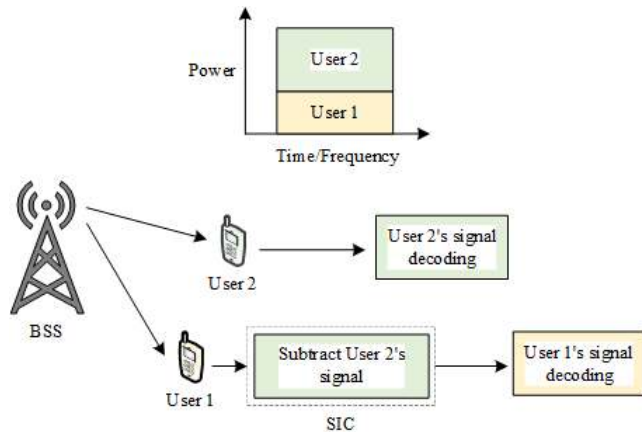 User 2
Power
User 1
Time/Frequency
User 2's signal
decoding
User 2
BSS
Subtract User 2's
signal
User 1's signal
decoding
User 1
SIC